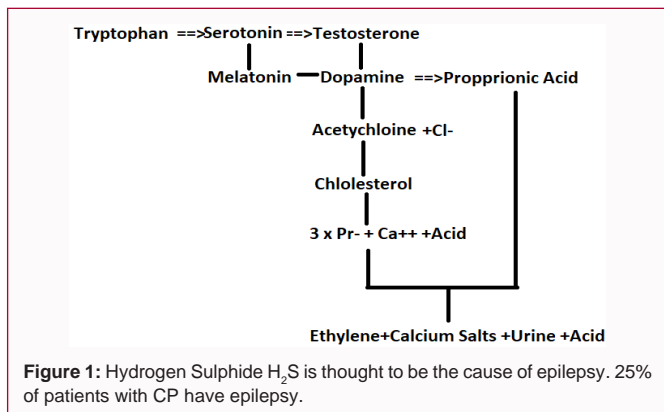 Tryptophan ==>Serotonin ==>Testosterone
Melatonin Dopamine ==>Propprionic Acid
Acetychloine +Cl-
Chlolesterol
3 x Pr- + Ca++ +Acid
Ethylene+Calcium Salts +Urine +Acid
Figure 1: Hydrogen Sulphide H₂S is thought to be the cause of epilepsy. 25%
of patients with CP have epilepsy.